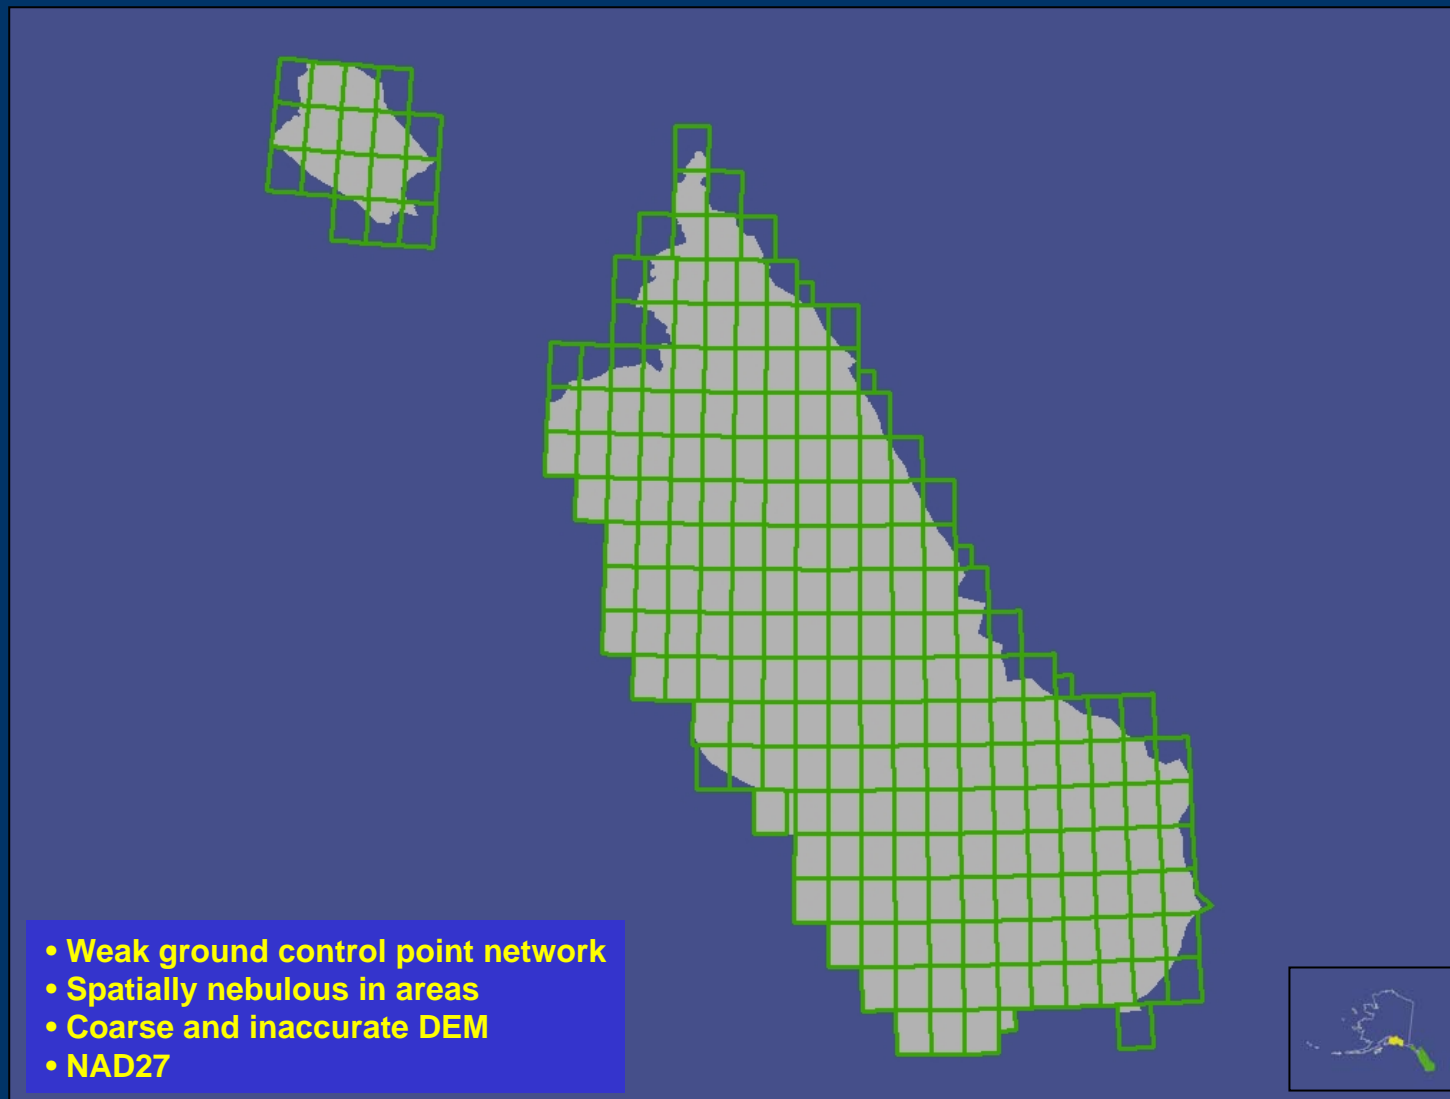 • Weak ground control point network
• Spatially nebulous in areas
• Coarse and inaccurate DEM
• NAD27